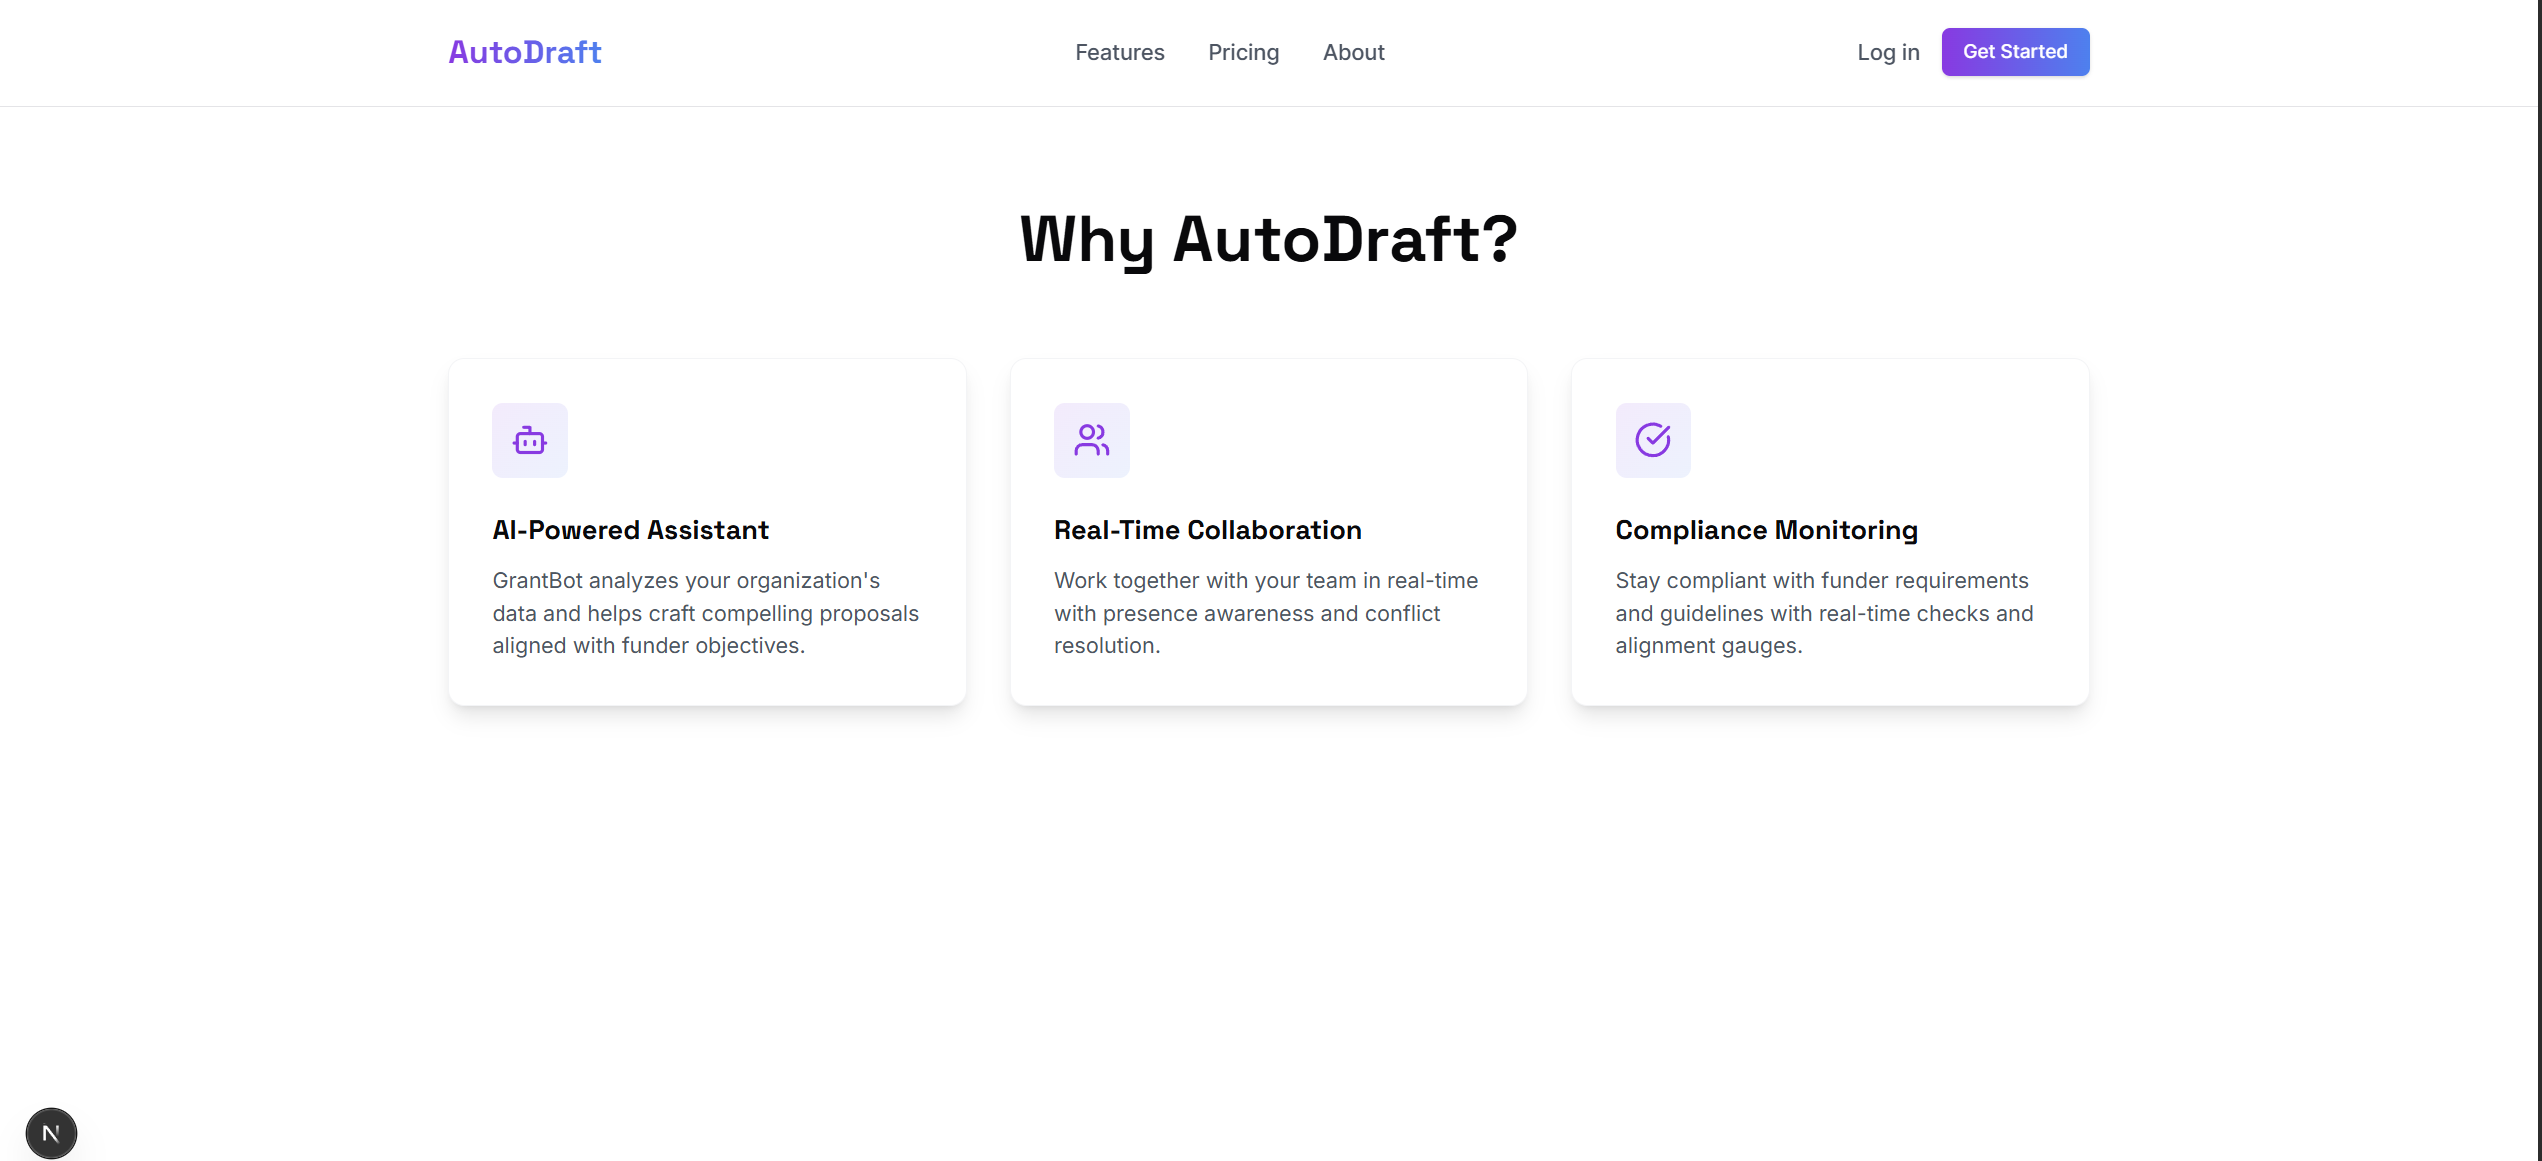 AutoDraft
Features
Pricing
About
Log in
Get Started
Why AutoDraft?
AI-Powered Assistant
GrantBot analyzes your organization's
data and helps craft compelling proposals
aligned with funder objectives.
Real-Time Collaboration
Work together with your team in real-time
with presence awareness and conflict
resolution.
Compliance Monitoring
Stay compliant with funder requirements
and guidelines with real-time checks and
alignment gauges.
N